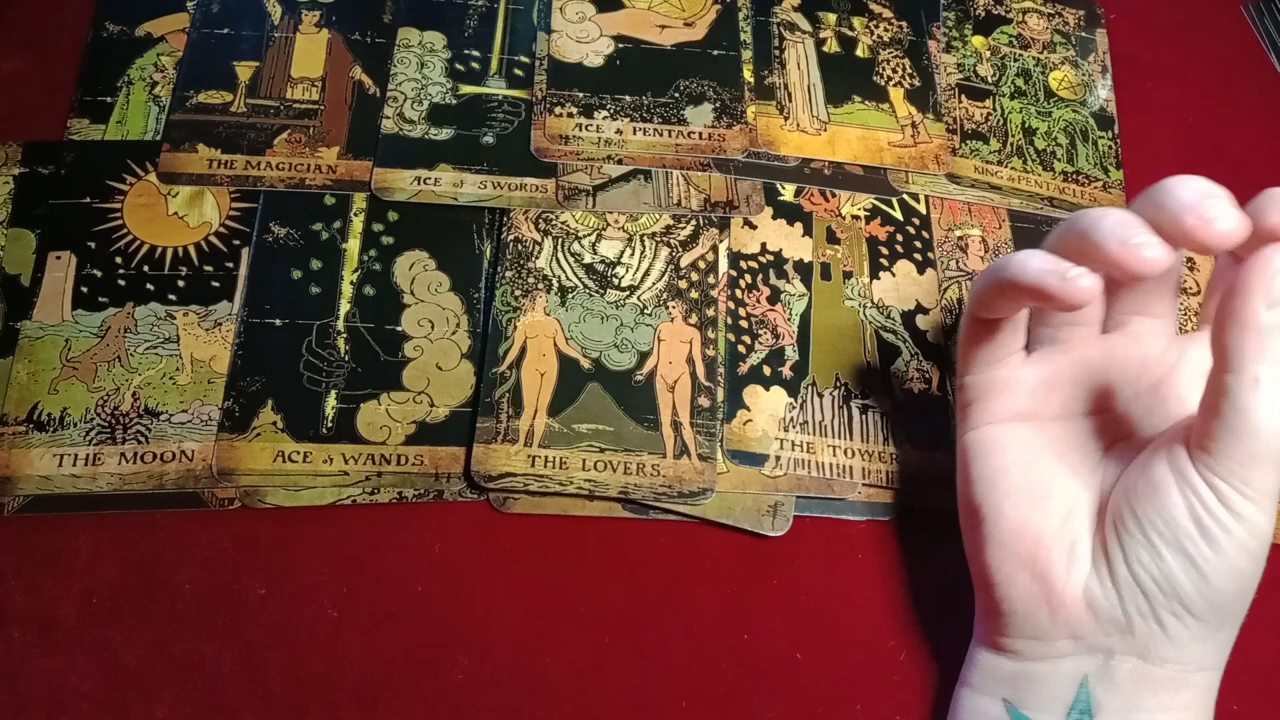 THE MAGICIAN
ACE of SWORDS
ACE of PENTACLES
KING of PENTACLES
THE MOON.
ACE of WANDS.
THE LOVERS.
THE TOWER